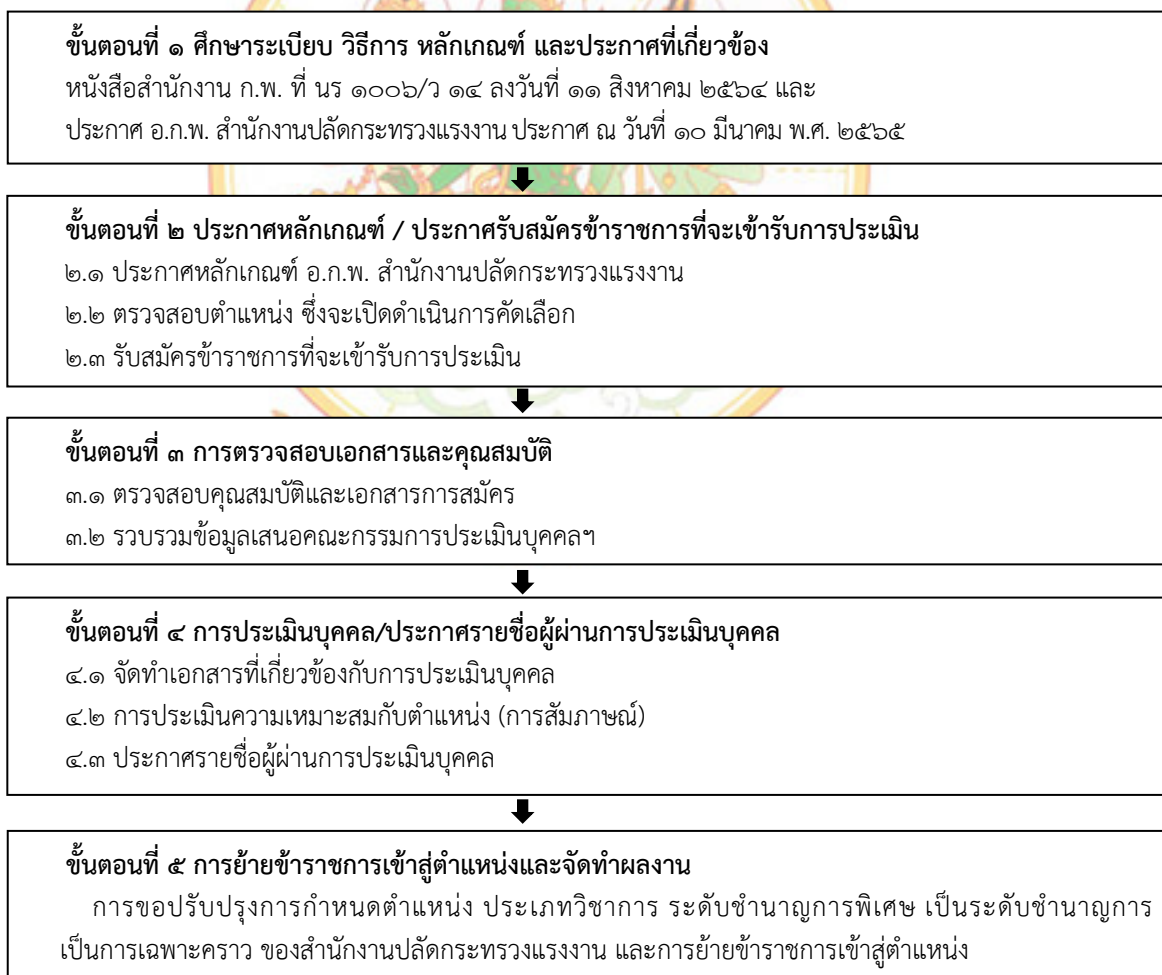 ขั้นตอนที่ ๑ ศึกษาระเบียบ วิธีการ หลักเกณฑ์ และประกาศที่เกี่ยวข้อง
หนังสือสำนักงาน ก.พ. ที่ นร ๑๐๐๖/ว ๑๔ ลงวันที่ ๑๑ สิงหาคม ๒๕๖๔ และ
ประกาศ อ.ก.พ. สำนักงานปลัดกระทรวงแรงงาน ประกาศ ณ วันที่ ๑๐ มีนาคม พ.ศ. ๒๕๖๕
ขั้นตอนที่ ๒ ประกาศหลักเกณฑ์ / ประกาศรับสมัครข้าราชการที่จะเข้ารับการประเมิน
๒.๑ ประกาศหลักเกณฑ์ อ.ก.พ. สำนักงานปลัดกระทรวงแรงงาน
๒.๒ ตรวจสอบตำแหน่ง ซึ่งจะเปิดดำเนินการคัดเลือก
๒.๓ รับสมัครข้าราชการที่จะเข้ารับการประเมิน
ขั้นตอนที่ ๓ การตรวจสอบเอกสารและคุณสมบัติ
๓.๑ ตรวจสอบคุณสมบัติและเอกสารการสมัคร
๓.๒ รวบรวมข้อมูลเสนอคณะกรรมการประเมินบุคคลฯ
ขั้นตอนที่ ๔ การประเมินบุคคล/ประกาศรายชื่อผู้ผ่านการประเมินบุคคล
๔.๑ จัดทำเอกสารที่เกี่ยวข้องกับการประเมินบุคคล
๔.๒ การประเมินความเหมาะสมกับตำแหน่ง (การสัมภาษณ์)
๔.๓ ประกาศรายชื่อผู้ผ่านการประเมินบุคคล
ขั้นตอนที่ ๕ การย้ายข้าราชการเข้าสู่ตำแหน่งและจัดทำผลงาน
การขอปรับปรุงการกำหนดตำแหน่ง ประเภทวิชาการ ระดับชำนาญการพิเศษ เป็นระดับชำนาญการ
เป็นการเฉพาะคราว ของสำนักงานปลัดกระทรวงแรงงาน และการย้ายข้าราชการเข้าสู่ตำแหน่ง